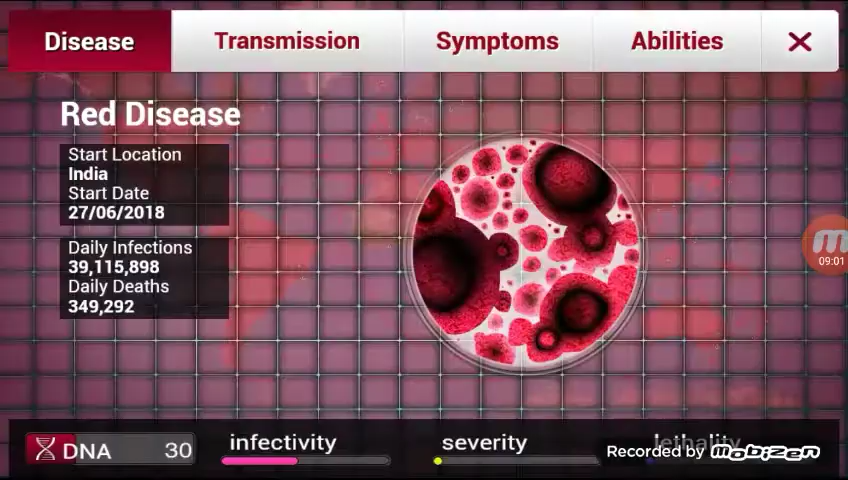 Disease
Transmission
Symptoms
Abilities
Red Disease
Start Location
India
Start Date
27/06/2018
Daily Infections
39,115,898
Daily Deaths
349,292
09:01
DNA 30
infectivity
severity
lethality
Recorded by Mobizen